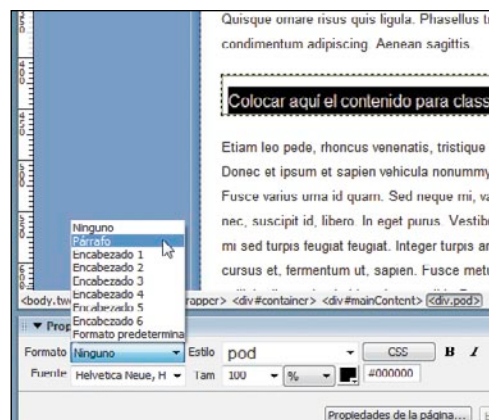 Quisque ornare risus quis ligula. Phasellus t
condimentum adipiscing. Aenean sagittis.
Colocar aquí el contenido para class
Etiam leo pede, rhoncus venenatis, tristique
Donec et ipsum et sapien vehicula nonummy
Fusce varius urna id quam. Sed neque mi, va
nec, suscipit id, libero. In eget purus. Vestib
mi sed turpis feugiat feugiat. Integer turpis ar
cursus et, fermentum ut, sapien. Fusce metu
Ninguno
Párrafo
Encabezado 1
Encabezado 2
Encabezado 3
Encabezado 4
Encabezado 5
Encabezado 6
Formato predetermina
<body.tw rapper> <div#container> <div#mainContent> <div.pod>
Prop
Formato Ninguno Estilo pod CSS B I
Fuente Helvetica Neue, H Tam 100 % #000000
Propiedades de la página...